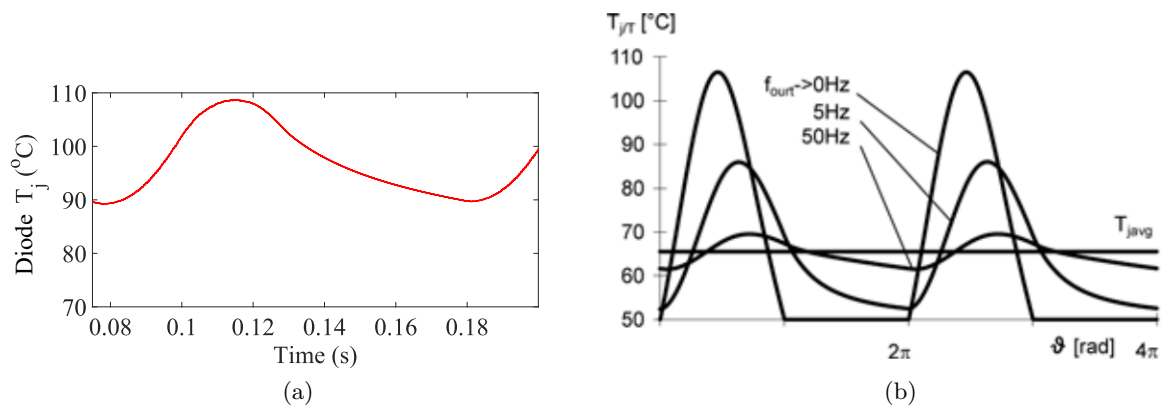 110
100
90
80
70
0.08 0.1 0.12 0.14 0.16 0.18
Diode T_j (°C)
Time (s)
(a)
T_j/T [°C]
110
100
90
80
70
60
50
f_ourt->0Hz
5Hz
50Hz
T_javg
2π
ϑ [rad]
4π
(b)